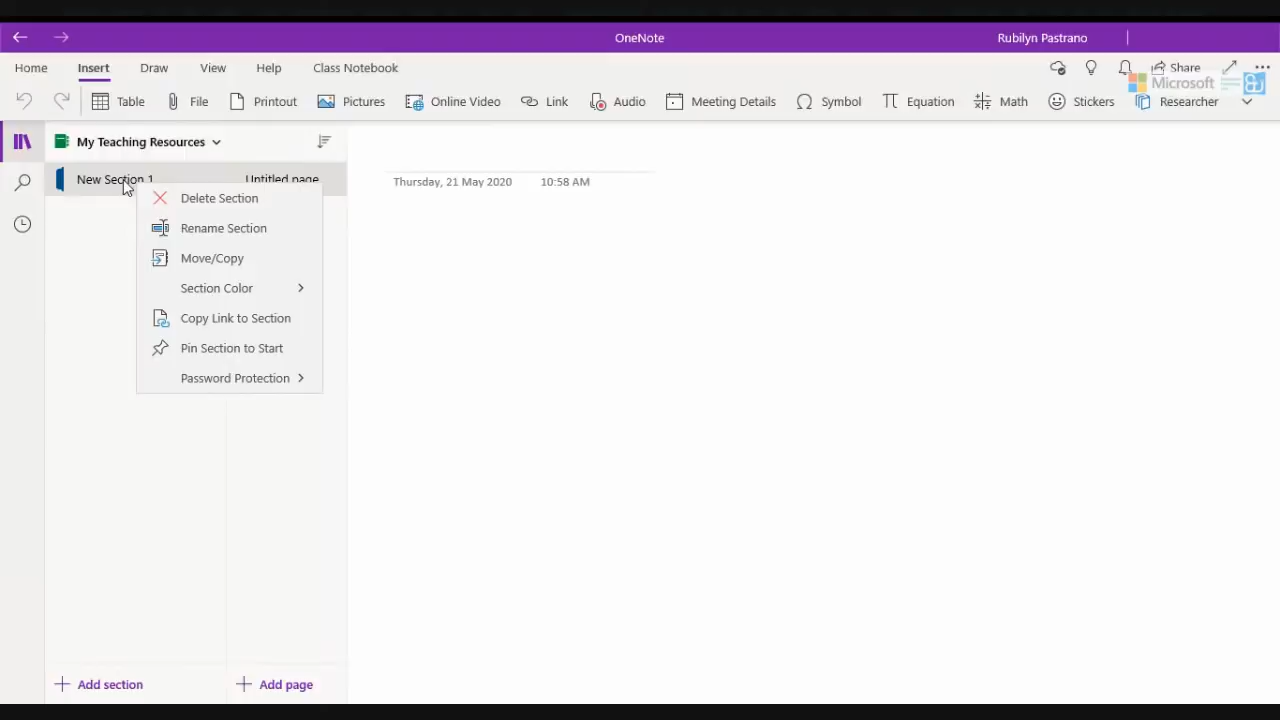 OneNote
Rubilyn Pastrano
Home Insert Draw View Help Class Notebook Share
Microsoft
Table File Printout Pictures Online Video Link Audio Meeting Details Symbol Equation Math Stickers Researcher
My Teaching Resources
New Section 1 Untitled page
Thursday, 21 May 2020 10:58 AM
Delete Section
Rename Section
Move/Copy
Section Color
Copy Link to Section
Pin Section to Start
Password Protection
Add section Add page